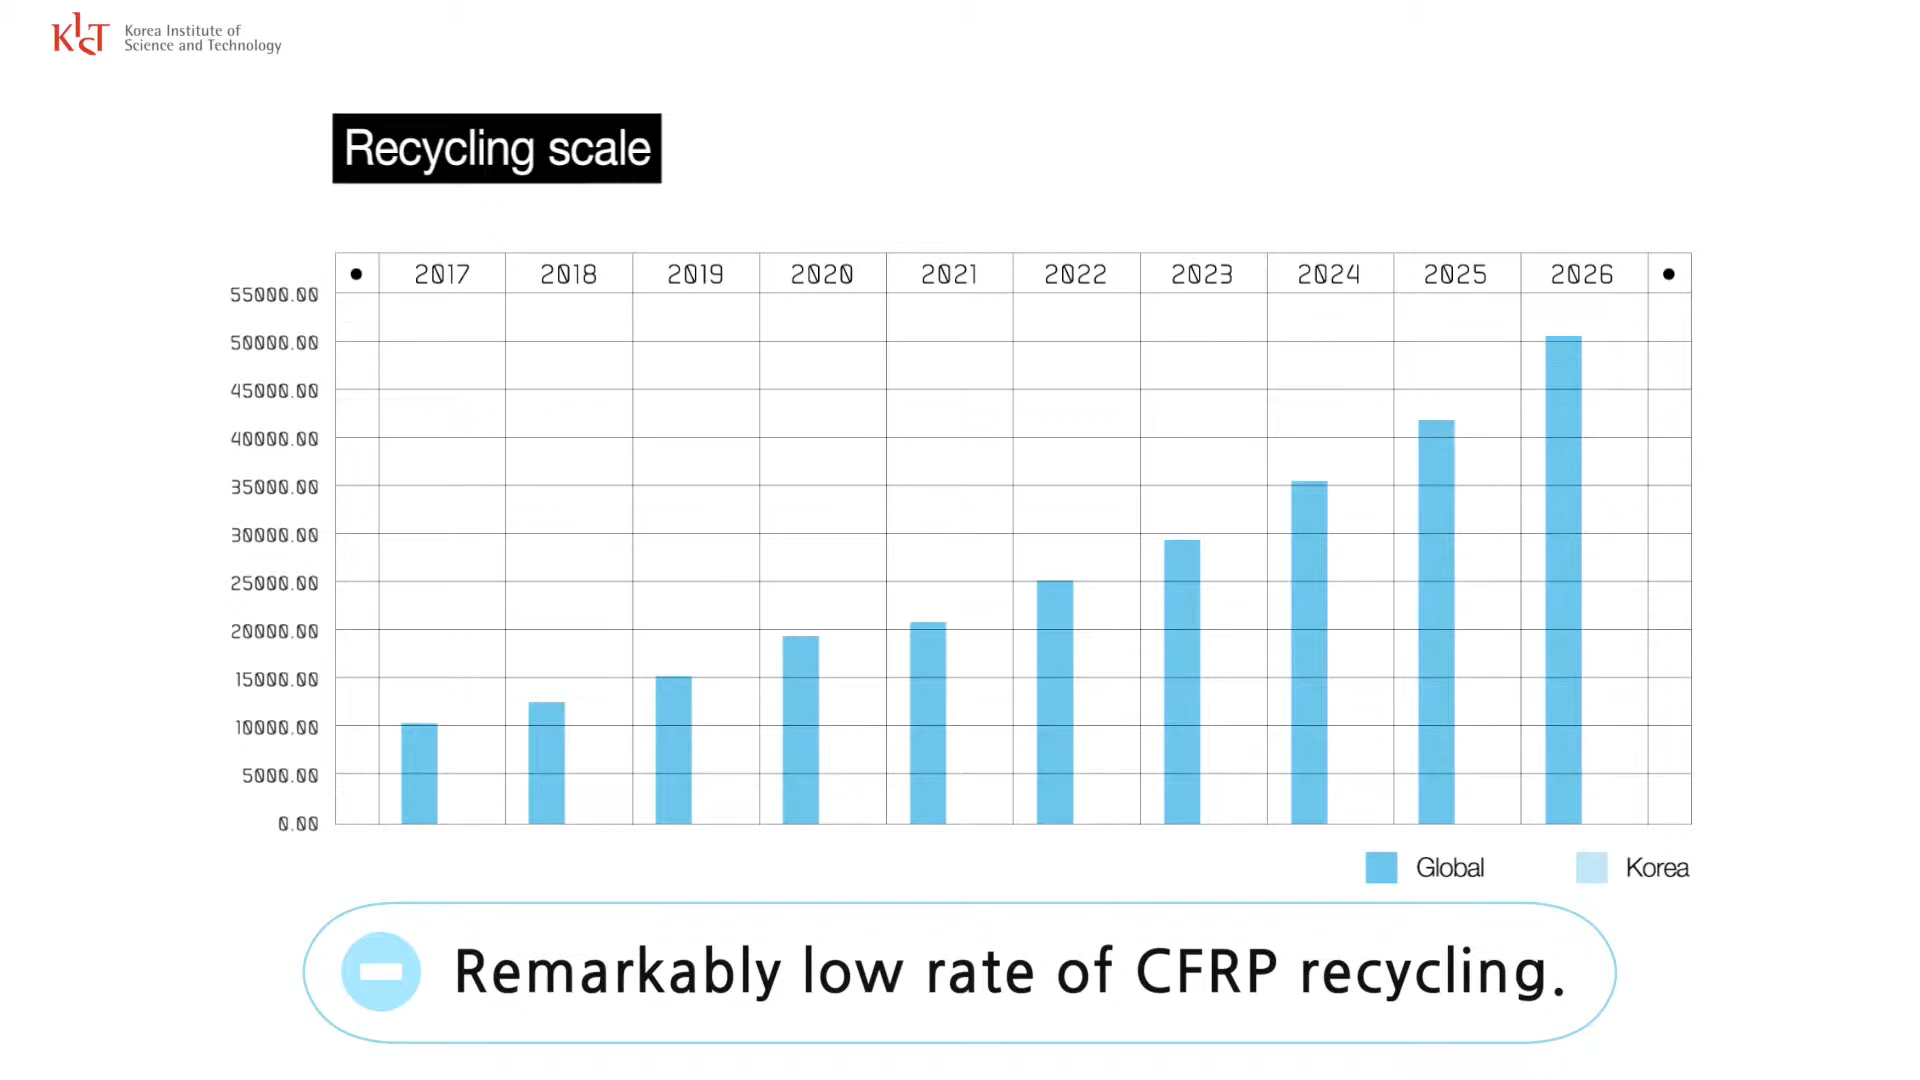 KIST
Korea Institute of
Science and Technology
Recycling scale
2017 2018 2019 2020 2021 2022 2023 2024 2025 2026
55000.00
50000.00
45000.00
40000.00
35000.00
30000.00
25000.00
20000.00
15000.00
10000.00
5000.00
0.00
Global Korea
Remarkably low rate of CFRP recycling.